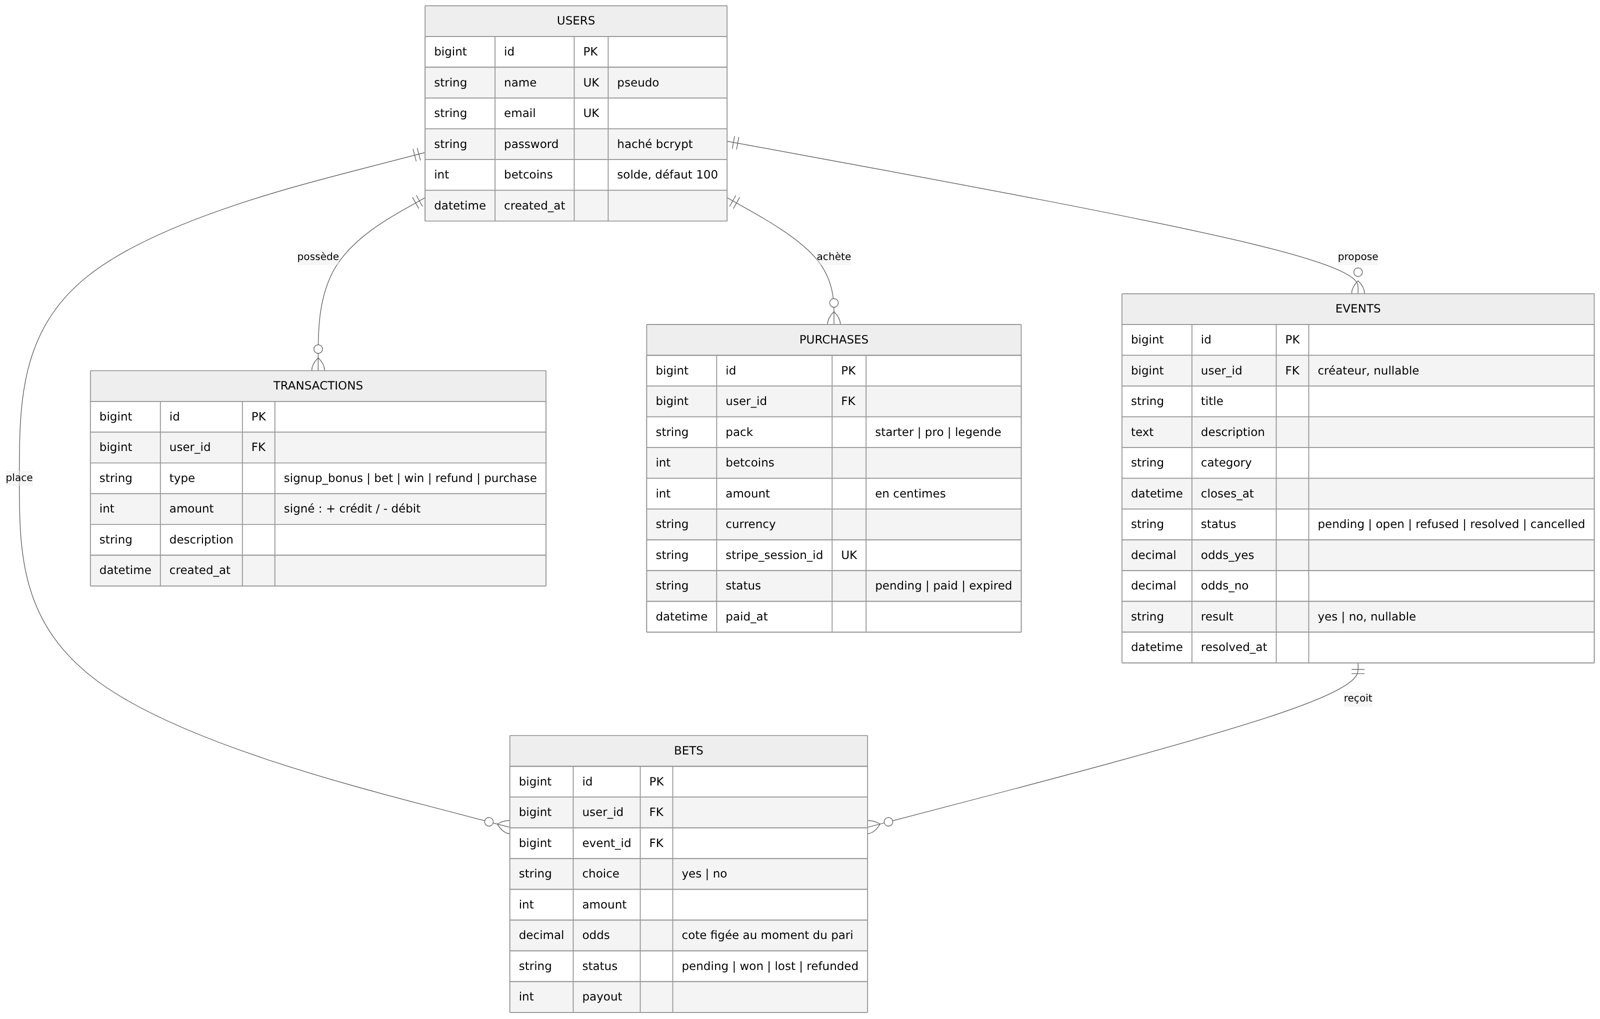 USERS
bigint id PK
string name UK pseudo
string email UK
string password haché bcrypt
int betcoins solde, défaut 100
datetime created_at
possède
achète
propose
place
TRANSACTIONS
bigint id PK
bigint user_id FK
string type signup_bonus | bet | win | refund | purchase
int amount signé : + crédit / - débit
string description
datetime created_at
PURCHASES
bigint id PK
bigint user_id FK
string pack starter | pro | legende
int betcoins
int amount en centimes
string currency
string stripe_session_id UK
string status pending | paid | expired
datetime paid_at
EVENTS
bigint id PK
bigint user_id FK créateur, nullable
string title
text description
string category
datetime closes_at
string status pending | open | refused | resolved | cancelled
decimal odds_yes
decimal odds_no
string result yes | no, nullable
datetime resolved_at
reçoit
BETS
bigint id PK
bigint user_id FK
bigint event_id FK
string choice yes | no
int amount
decimal odds cote figée au moment du pari
string status pending | won | lost | refunded
int payout